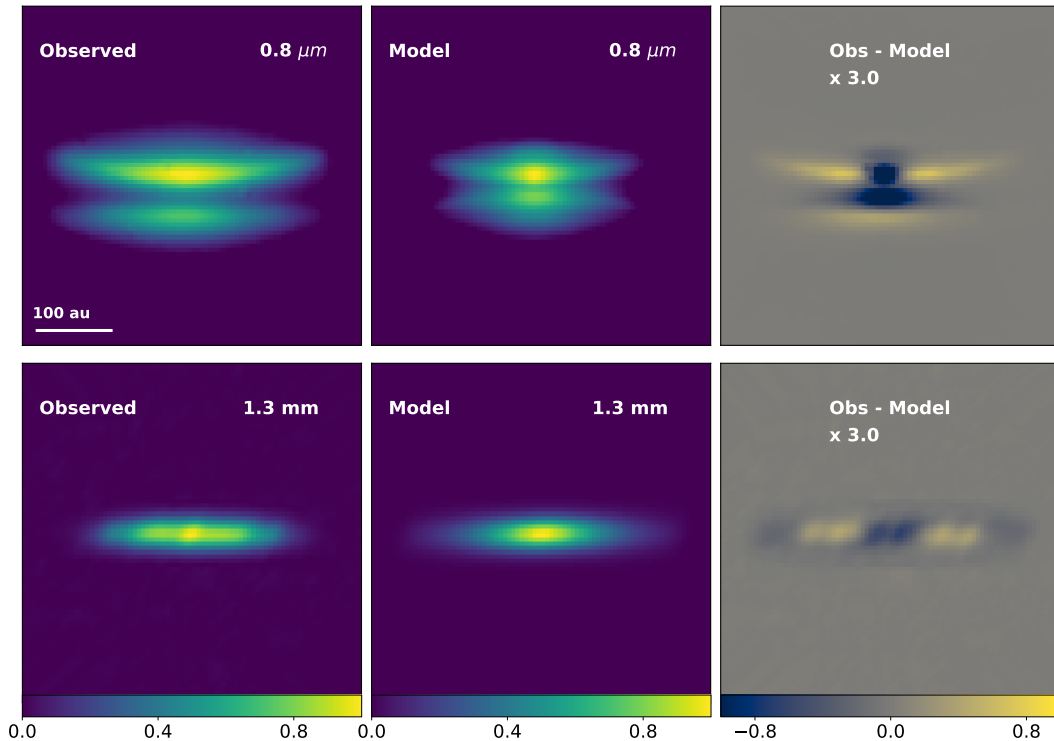 Observed 0.8 μm
Model 0.8 μm
Obs - Model
x 3.0
100 au
Observed 1.3 mm
Model 1.3 mm
Obs - Model
x 3.0
0.0 0.4 0.8
0.0 0.4 0.8
−0.8 0.0 0.8